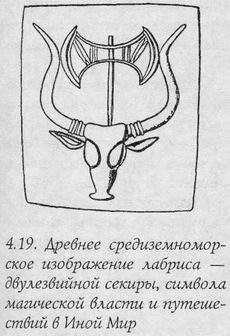 4.19. Древнее средиземномор-
ское изображение лабриса —
двулезвийной секиры, символа
магической власти и путеше-
ствий в Иной Мир